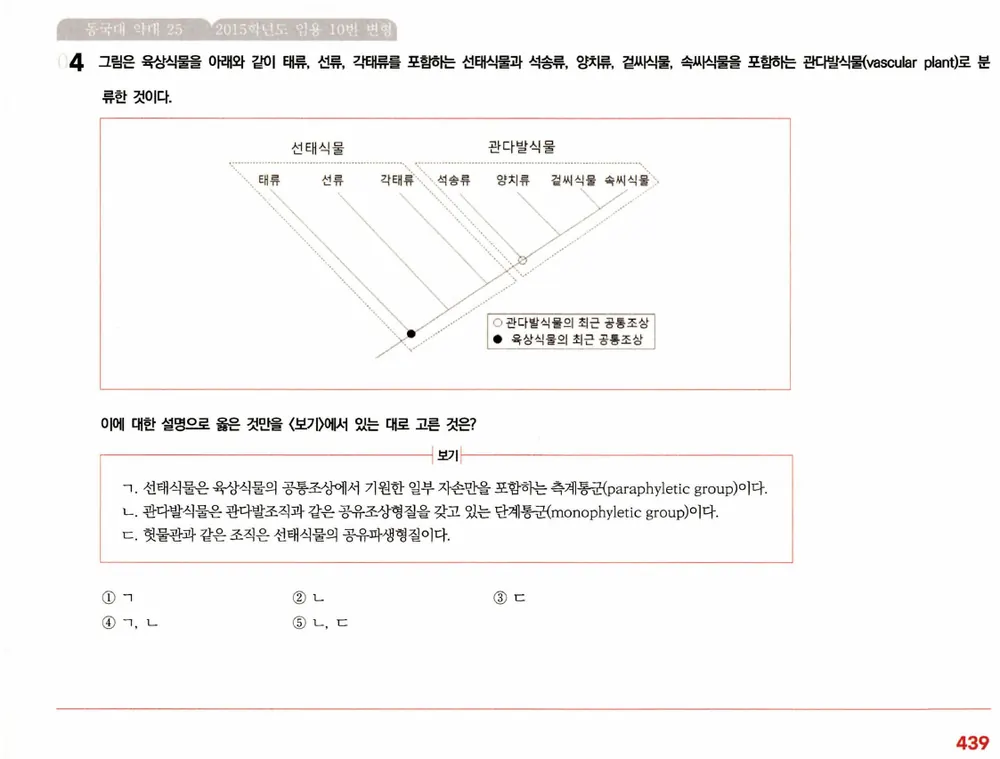 동국대 약대 25 2015학년도 임용 10번 변형
04 그림은 육상식물을 아래와 같이 태류, 선류, 각태류를 포함하는 선태식물과 석송류, 양치류, 겉씨식물, 속씨식물을 포함하는 관다발식물(vascular plant)로 분
류한 것이다.
선태식물 관다발식물
태류 선류 각태류 석송류 양치류 겉씨식물 속씨식물
○ 관다발식물의 최근 공통조상
● 육상식물의 최근 공통조상
이에 대한 설명으로 옳은 것만을 <보기>에서 있는 대로 고른 것은?
보기
ㄱ. 선태식물은 육상식물의 공통조상에서 기원한 일부 자손만을 포함하는 측계통군(paraphyletic group)이다.
ㄴ. 관다발식물은 관다발조직과 같은 공유조상형질을 갖고 있는 단계통군(monophyletic group)이다.
ㄷ. 헛물관과 같은 조직은 선태식물의 공유파생형질이다.
① ㄱ ② ㄴ ③ ㄷ
④ ㄱ, ㄴ ⑤ ㄴ, ㄷ
439